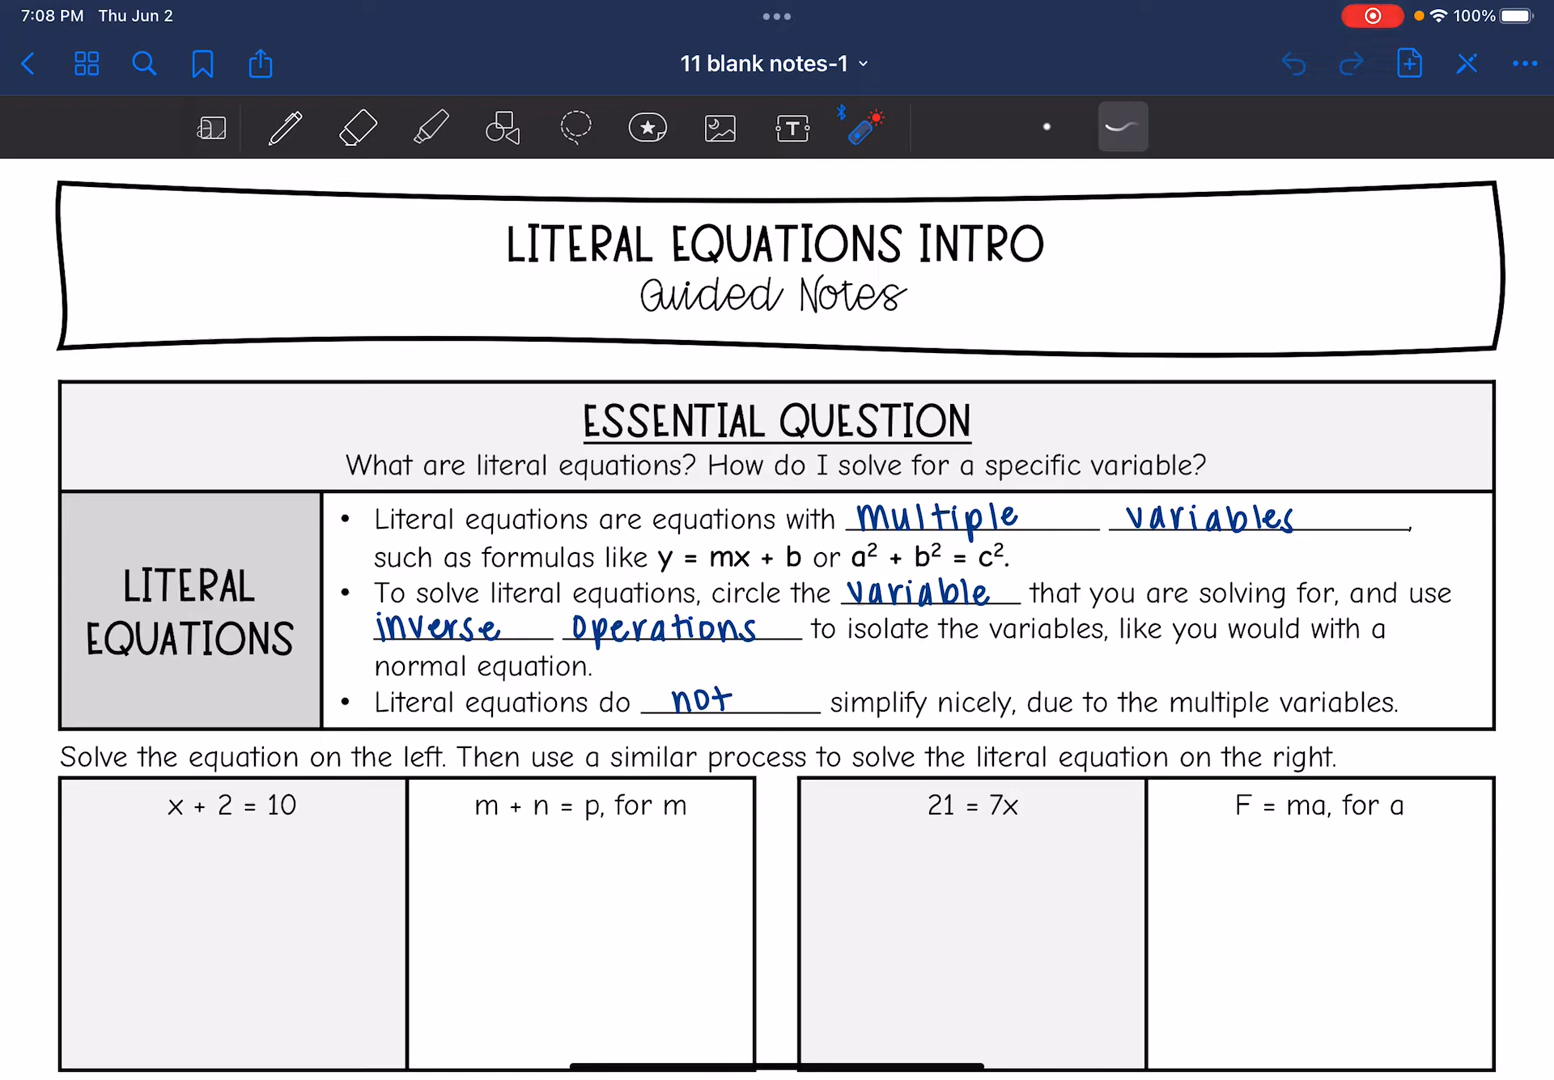 7:08 PM Thu Jun 2
100%
11 blank notes-1
T
LITERAL EQUATIONS INTRO
Guided Notes
ESSENTIAL QUESTION
What are literal equations? How do I solve for a specific variable?
LITERAL
EQUATIONS
• Literal equations are equations with multiple variables,
such as formulas like y = mx + b or a² + b² = c².
• To solve literal equations, circle the variable that you are solving for, and use
inverse operations to isolate the variables, like you would with a
normal equation.
• Literal equations do not simplify nicely, due to the multiple variables.
Solve the equation on the left. Then use a similar process to solve the literal equation on the right.
x + 2 = 10
m + n = p, for m
21 = 7x
F = ma, for a